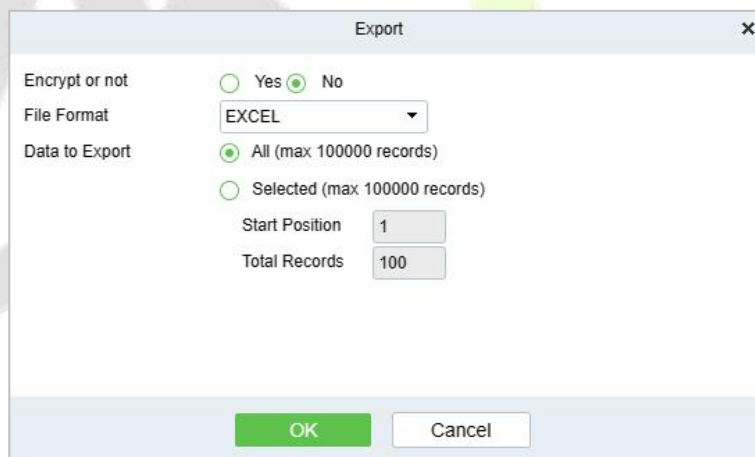 Export
Encrypt or not Yes No
File Format EXCEL
Data to Export All (max 100000 records)
Selected (max 100000 records)
Start Position 1
Total Records 100
OK Cancel